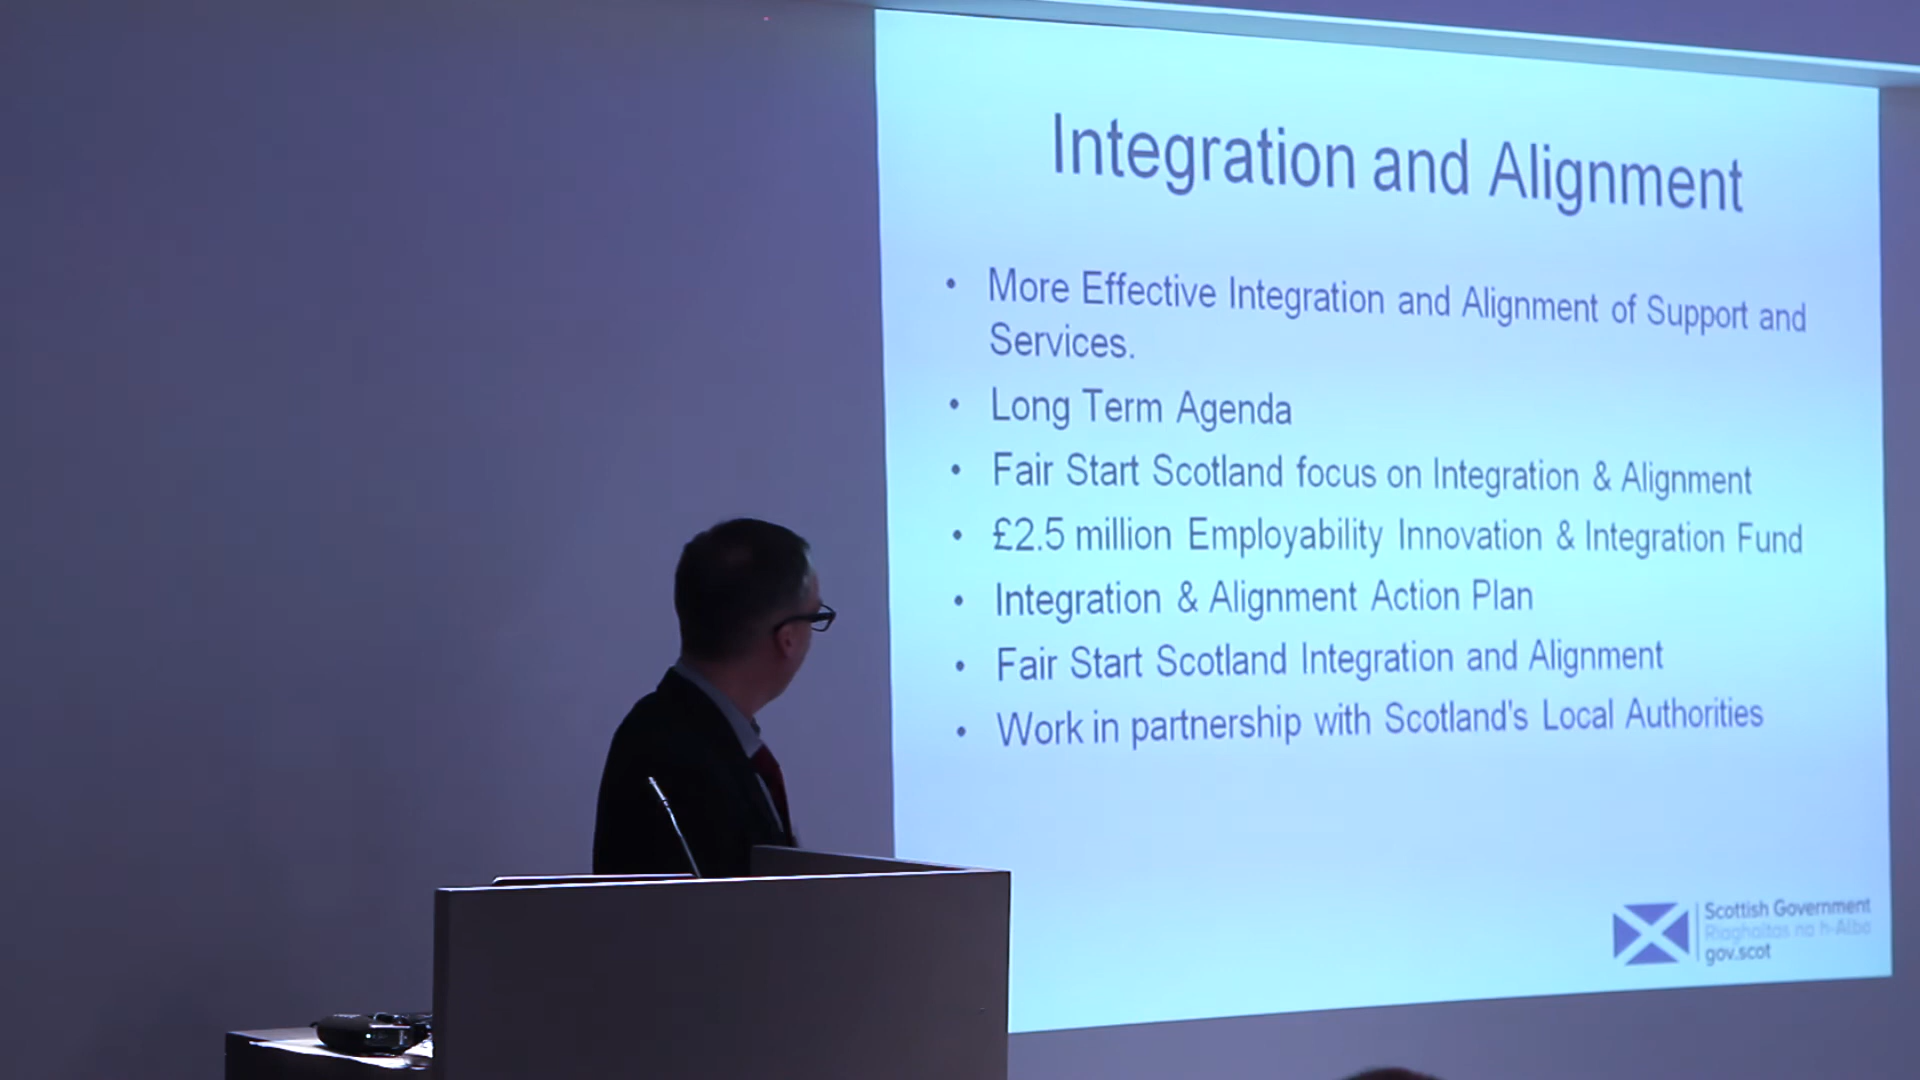 Integration and Alignment
• More Effective Integration and Alignment of Support and
Services.
• Long Term Agenda
• Fair Start Scotland focus on Integration & Alignment
• £2.5 million Employability Innovation & Integration Fund
• Integration & Alignment Action Plan
• Fair Start Scotland Integration and Alignment
• Work in partnership with Scotland's Local Authorities
Scottish Government
Riaghaltas na h-Alba
gov.scot